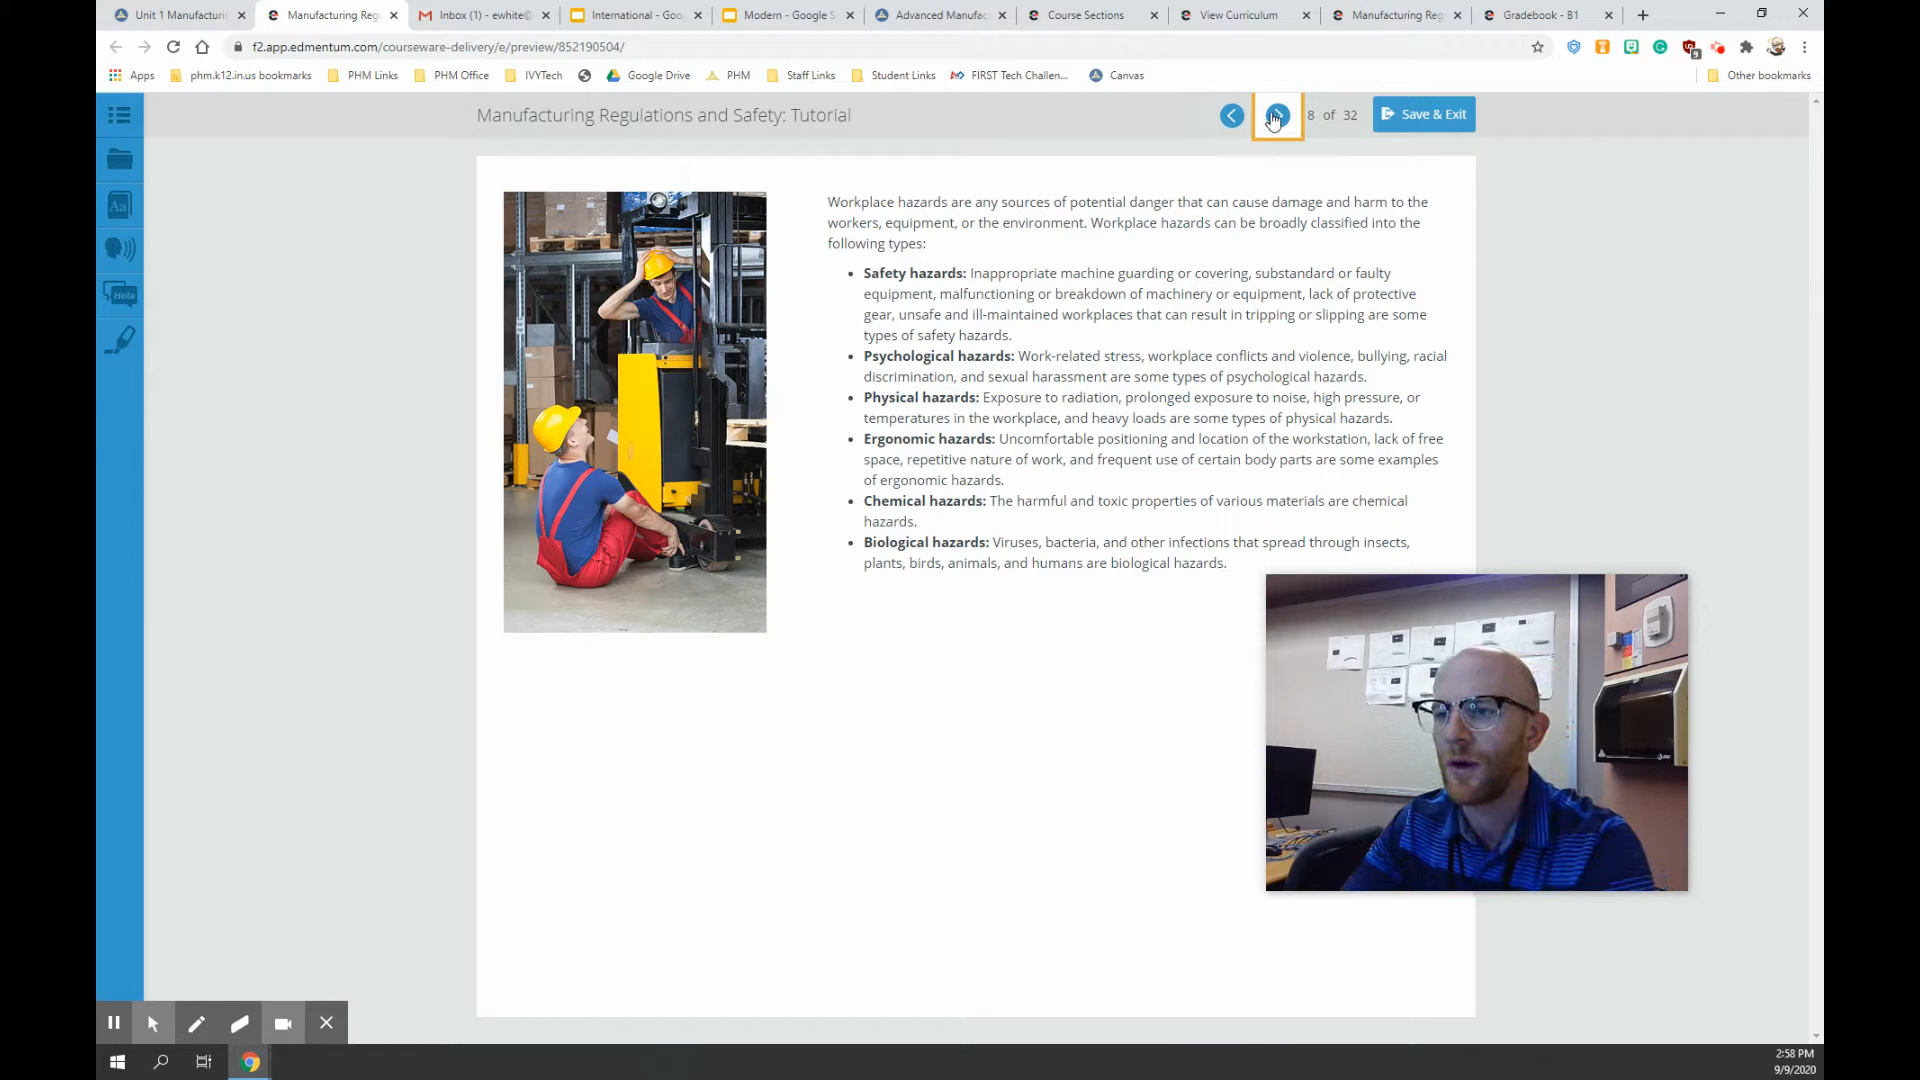 Unit 1 Manufacturin
Manufacturing Reg
Inbox (1) - ewhite@
International - Goo
Modern - Google S
Advanced Manufac
Course Sections
View Curriculum
Manufacturing Reg
Gradebook - B1
f2.app.edmentum.com/courseware-delivery/e/preview/852190504/
9
Apps
phm.k12.in.us bookmarks
PHM Links
PHM Office
IVYTech
Google Drive
PHM
Staff Links
Student Links
FIRST Tech Challen...
Canvas
Other bookmarks
Manufacturing Regulations and Safety: Tutorial
8 of 32
Save & Exit
Aa
Hola
Workplace hazards are any sources of potential danger that can cause damage and harm to the
workers, equipment, or the environment. Workplace hazards can be broadly classified into the
following types:
• Safety hazards: Inappropriate machine guarding or covering, substandard or faulty
equipment, malfunctioning or breakdown of machinery or equipment, lack of protective
gear, unsafe and ill-maintained workplaces that can result in tripping or slipping are some
types of safety hazards.
• Psychological hazards: Work-related stress, workplace conflicts and violence, bullying, racial
discrimination, and sexual harassment are some types of psychological hazards.
• Physical hazards: Exposure to radiation, prolonged exposure to noise, high pressure, or
temperatures in the workplace, and heavy loads are some types of physical hazards.
• Ergonomic hazards: Uncomfortable positioning and location of the workstation, lack of free
space, repetitive nature of work, and frequent use of certain body parts are some examples
of ergonomic hazards.
• Chemical hazards: The harmful and toxic properties of various materials are chemical
hazards.
• Biological hazards: Viruses, bacteria, and other infections that spread through insects,
plants, birds, animals, and humans are biological hazards.
2:58 PM
9/9/2020